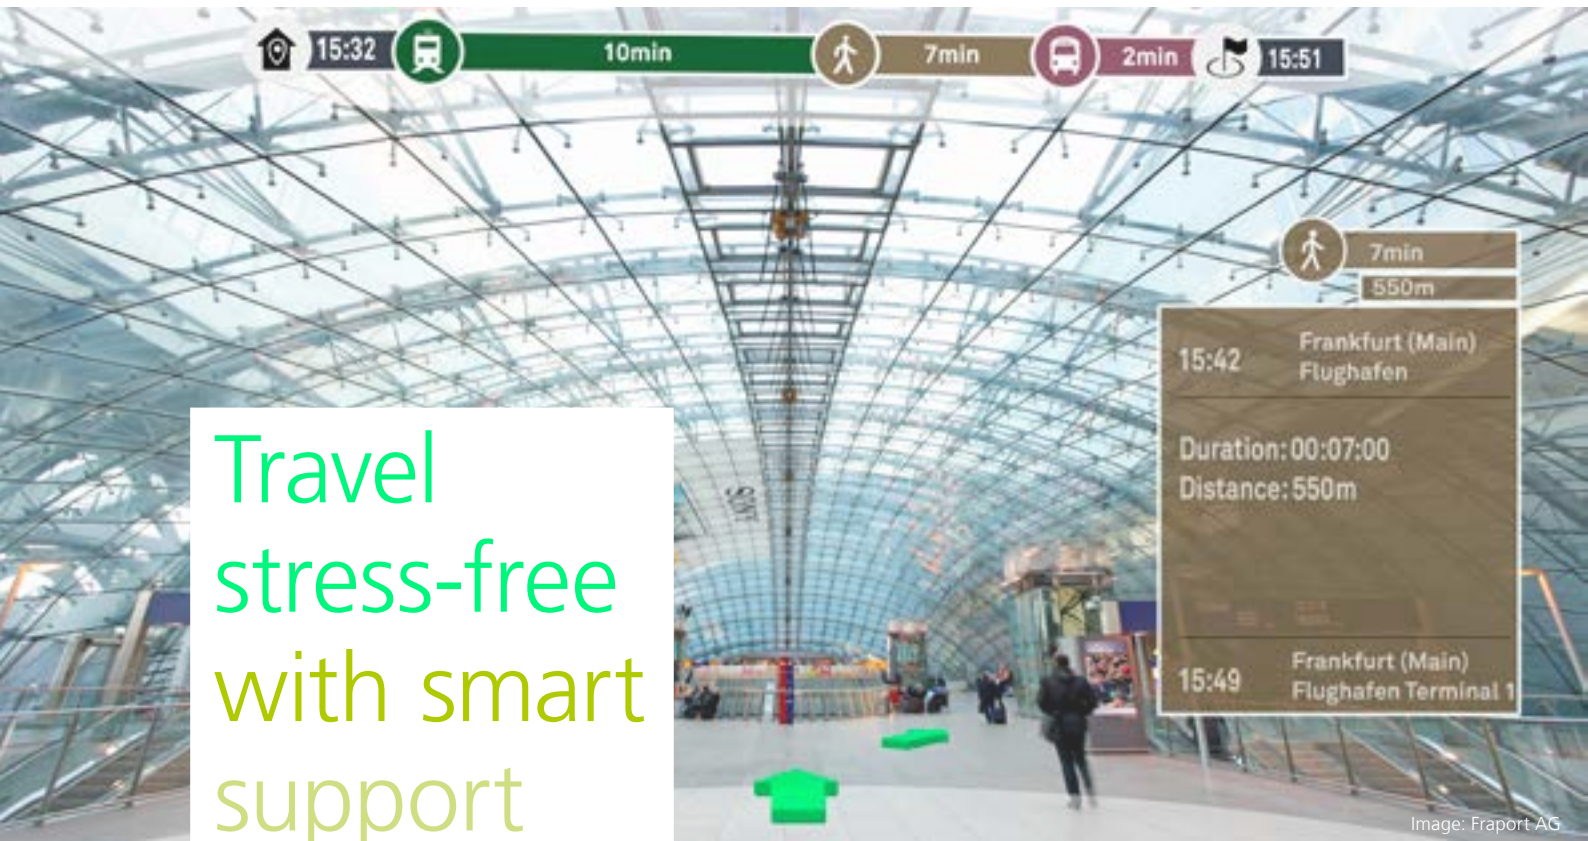 15:32
10min
7min
2min
15:51
7min
550m
15:42
Frankfurt (Main)
Flughafen
Duration: 00:07:00
Distance: 550m
15:49
Frankfurt (Main)
Flughafen Terminal 1
Travel
stress-free
with smart
support
Image: Fraport AG